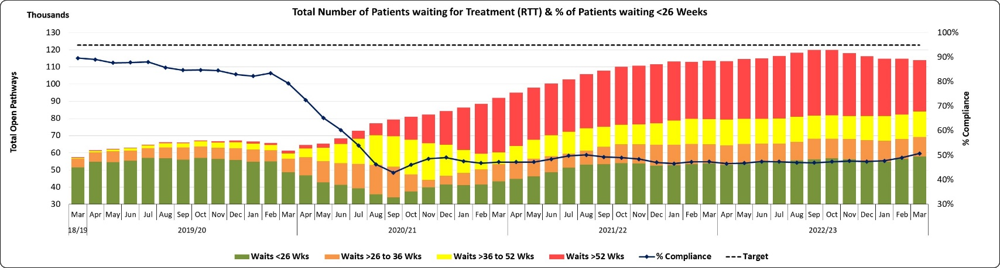 Total Number of Patients waiting for Treatment (RTT) & % of Patients waiting <26 Weeks
Thousands
130
120
110
100
90
80
70
60
50
40
30
Total Open Pathways
100%
90%
80%
70%
60%
50%
40%
30%
% Compliance
Mar Apr May Jun Jul Aug Sep Oct Nov Dec Jan Feb Mar Apr May Jun Jul Aug Sep Oct Nov Dec Jan Feb Mar Apr May Jun Jul Aug Sep Oct Nov Dec Jan Feb Mar Apr May Jun Jul Aug Sep Oct Nov Dec Jan Feb Mar
18/19 2019/20 2020/21 2021/22 2022/23
Waits <26 Wks Waits >26 to 36 Wks Waits >36 to 52 Wks Waits >52 Wks % Compliance Target